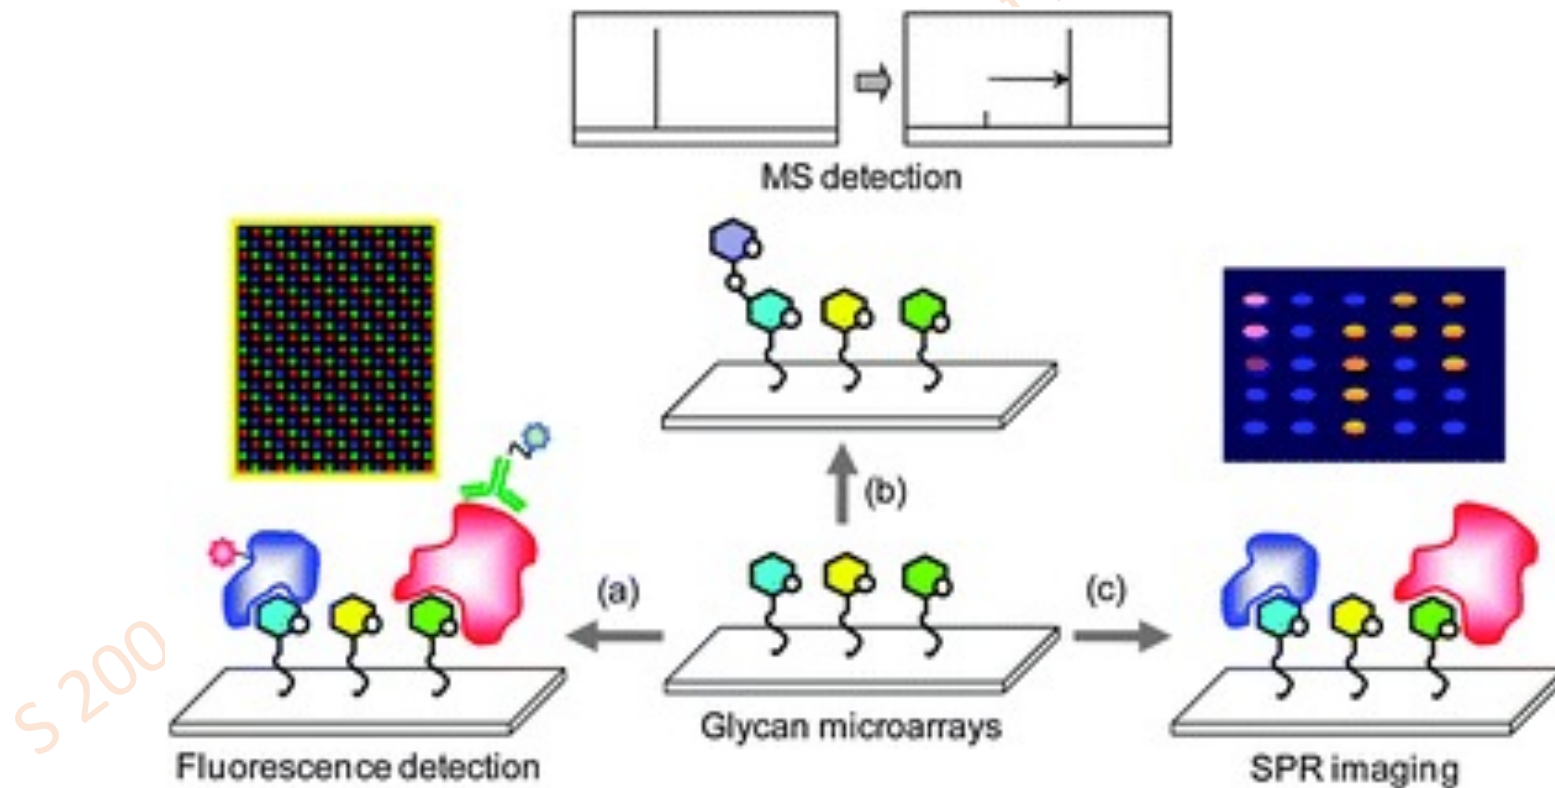 MS detection
(b)
(a)
(c)
Glycan microarrays
Fluorescence detection
SPR imaging
S 200